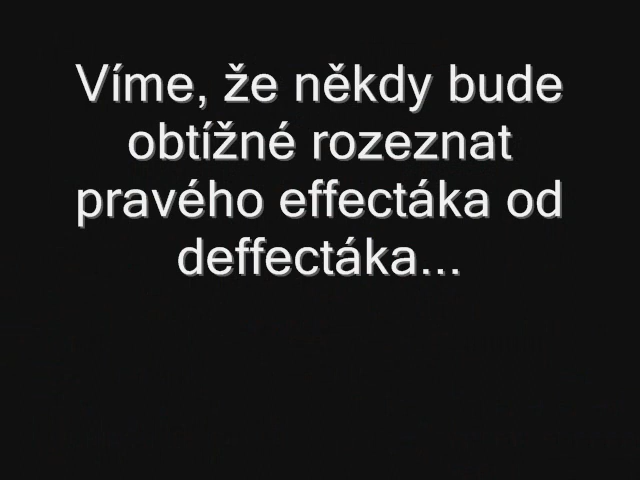 Víme, že někdy bude
obtížné rozeznat
pravého effectáka od
deffectáka...